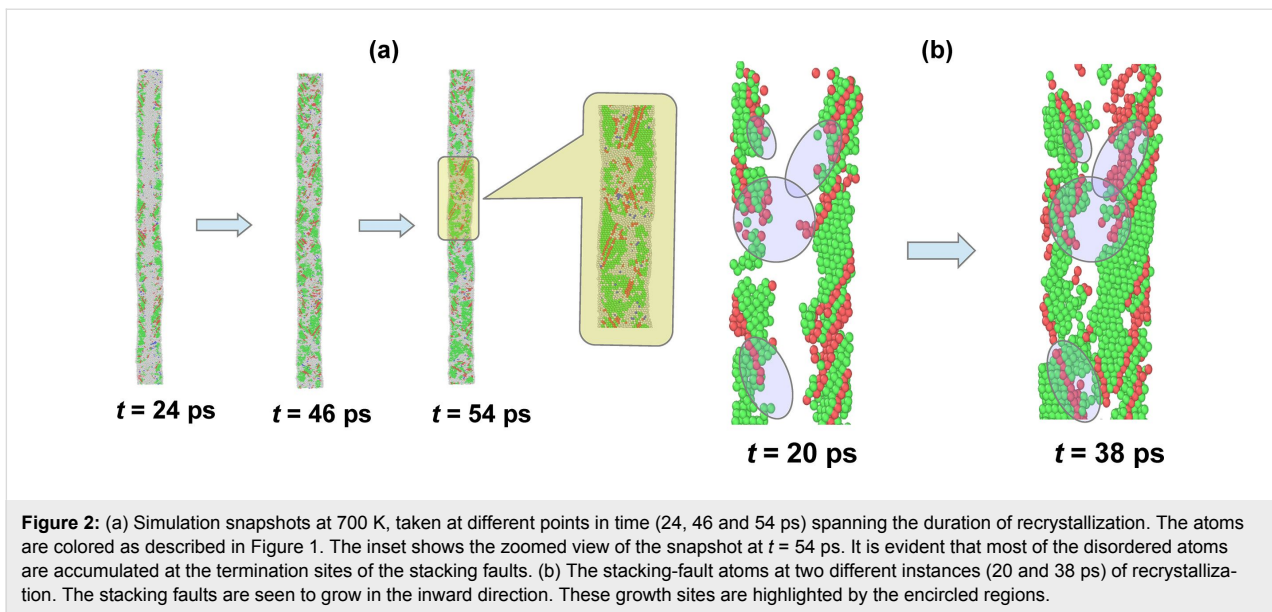 (a)
(b)
t = 24 ps
t = 46 ps
t = 54 ps
t = 20 ps
t = 38 ps
Figure 2: (a) Simulation snapshots at 700 K, taken at different points in time (24, 46 and 54 ps) spanning the duration of recrystallization. The atoms
are colored as described in Figure 1. The inset shows the zoomed view of the snapshot at t = 54 ps. It is evident that most of the disordered atoms
are accumulated at the termination sites of the stacking faults. (b) The stacking-fault atoms at two different instances (20 and 38 ps) of recrystalliza-
tion. The stacking faults are seen to grow in the inward direction. These growth sites are highlighted by the encircled regions.